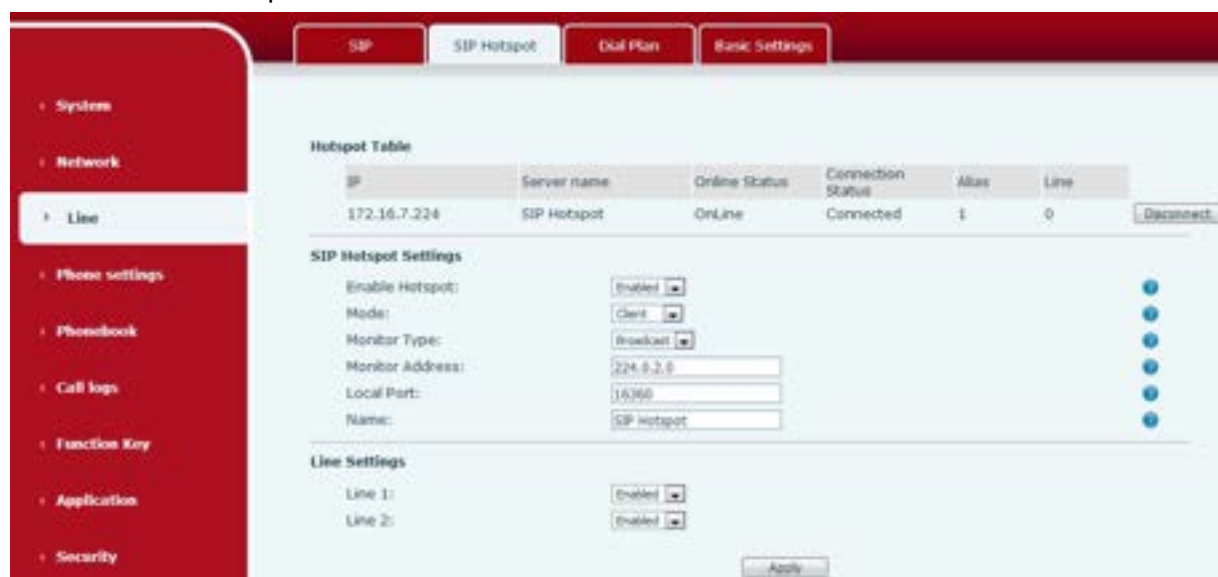 SIP SIP Hotspot Dial Plan Basic Settings
System
Network
Line
Phone settings
Phonebook
Call logs
Function Key
Application
Security
Hotspot Table
IP Server name Online Status Connection Status Alias Line
172.16.7.224 SIP Hotspot OnLine Connected 1 0 Disconnect
SIP Hotspot Settings
Enable Hotspot: Enabled
Mode: Client
Monitor Type: Broadcast
Monitor Address: 224.0.2.0
Local Port: 16360
Name: SIP Hotspot
Line Settings
Line 1: Enabled
Line 2: Enabled
Apply